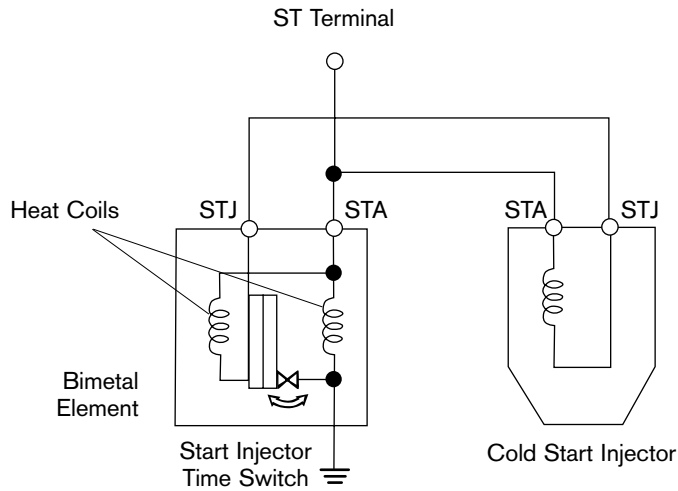 ST Terminal
Heat Coils
STJ
STA
STA
STJ
Bimetal
Element
Start Injector
Time Switch
Cold Start Injector